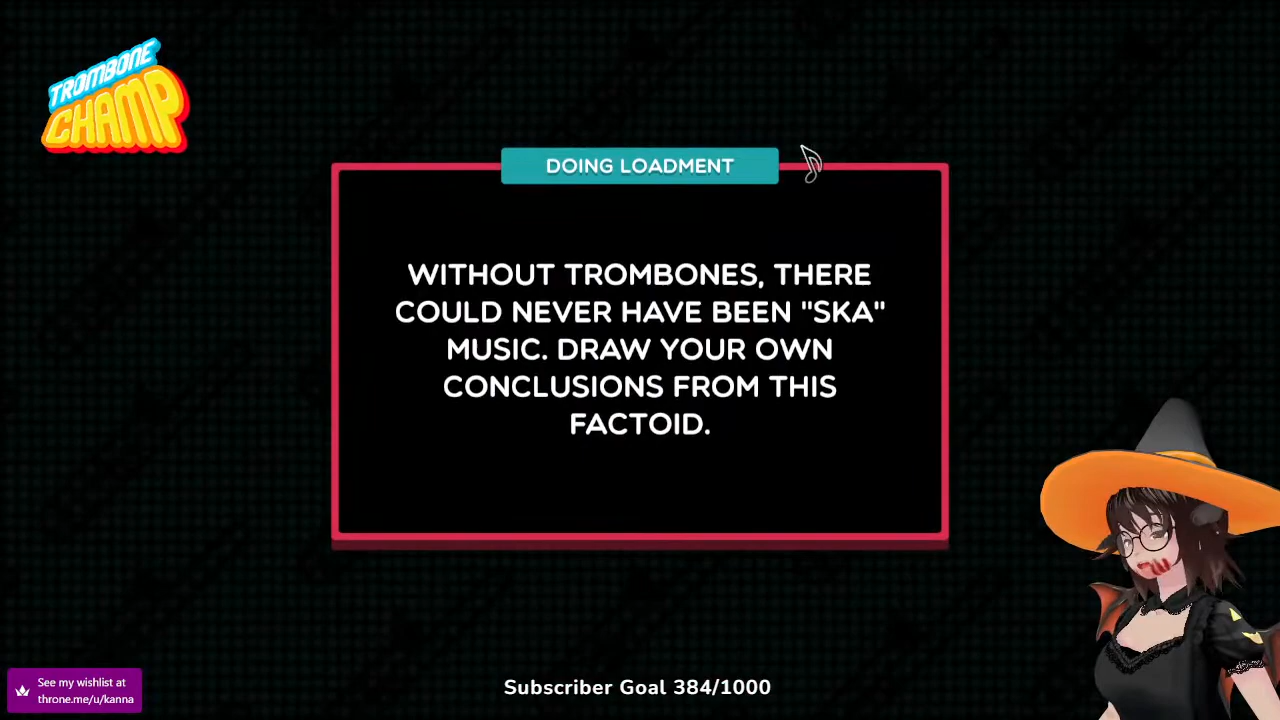 TROMBONE
CHAMP
DOING LOADMENT
WITHOUT TROMBONES, THERE
COULD NEVER HAVE BEEN "SKA"
MUSIC. DRAW YOUR OWN
CONCLUSIONS FROM THIS
FACTOID.
See my wishlist at
throne.me/u/kanna
Subscriber Goal 384/1000